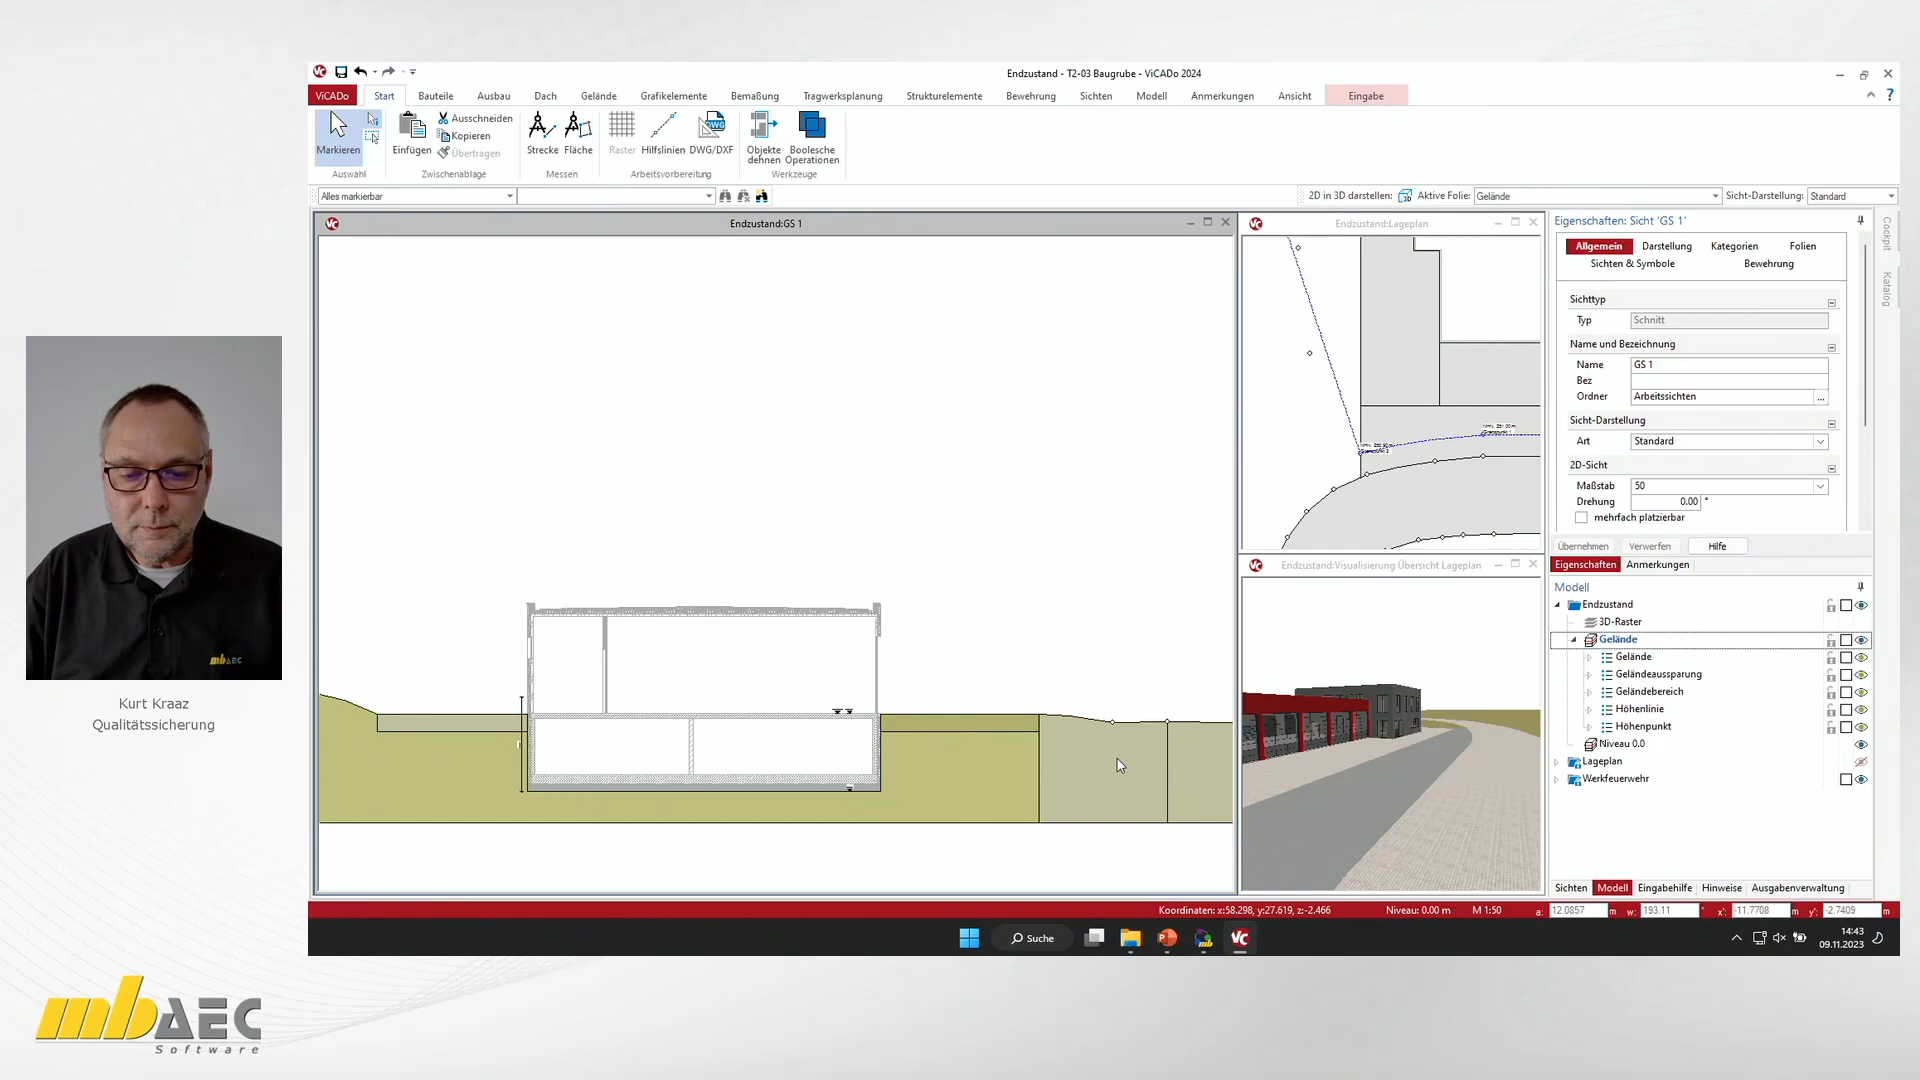 Endzustand - T2-03 Baugrube - ViCADo 2024
ViCADo Start Bauteile Ausbau Dach Gelände Grafikelemente Bemaßung Tragwerksplanung Strukturelemente Bewehrung Sichten Modell Anmerkungen Ansicht Eingabe
Markieren
Auswahl
Einfügen
Ausschneiden
Kopieren
Übertragen
Zwischenablage
Strecke Fläche
Messen
Raster Hilfslinien DWG/DXF
Arbeitsvorbereitung
Objekte dehnen
Boolesche Operationen
Werkzeuge
Alles markierbar
2D in 3D darstellen: Aktive Folie: Gelände Sicht-Darstellung: Standard
Endzustand:GS 1
Endzustand:Lageplan
Endzustand:Visualisierung Übersicht Lageplan
Eigenschaften: Sicht 'GS 1'
Allgemein Darstellung Kategorien Folien
Sichten & Symbole Bewehrung
Sichttyp
Typ Schnitt
Name und Bezeichnung
Name GS 1
Bez
Ordner Arbeitssichten ...
Sicht-Darstellung
Art Standard
2D-Sicht
Maßstab 50
Drehung 0.00 °
mehrfach platzierbar
Übernehmen Verwerfen Hilfe
Eigenschaften Anmerkungen
Modell
Endzustand
3D-Raster
Gelände
Gelände
Geländeaussparung
Geländebereich
Höhenlinie
Höhenpunkt
Niveau 0.0
Lageplan
Werkfeuerwehr
Sichten Modell Eingabehilfe Hinweise Ausgabenverwaltung
Cockpit
Katalog
Koordinaten: x:58.298, y:27.619, z:-2.466 Niveau: 0.00 m M 1:50 a: 12.0857 m w: 193.11 ° x': -11.7708 m y': -2.7409 m
Suche
14:43
09.11.2023
mbAEC
Kurt Kraaz
Qualitätssicherung
mbAEC
Software